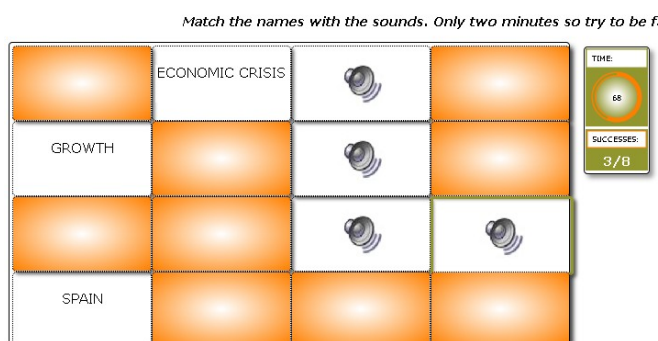 Match the names with the sounds. Only two minutes so try to be f
ECONOMIC CRISIS
TIME:
68
GROWTH
SUCCESSES:
3/8
SPAIN